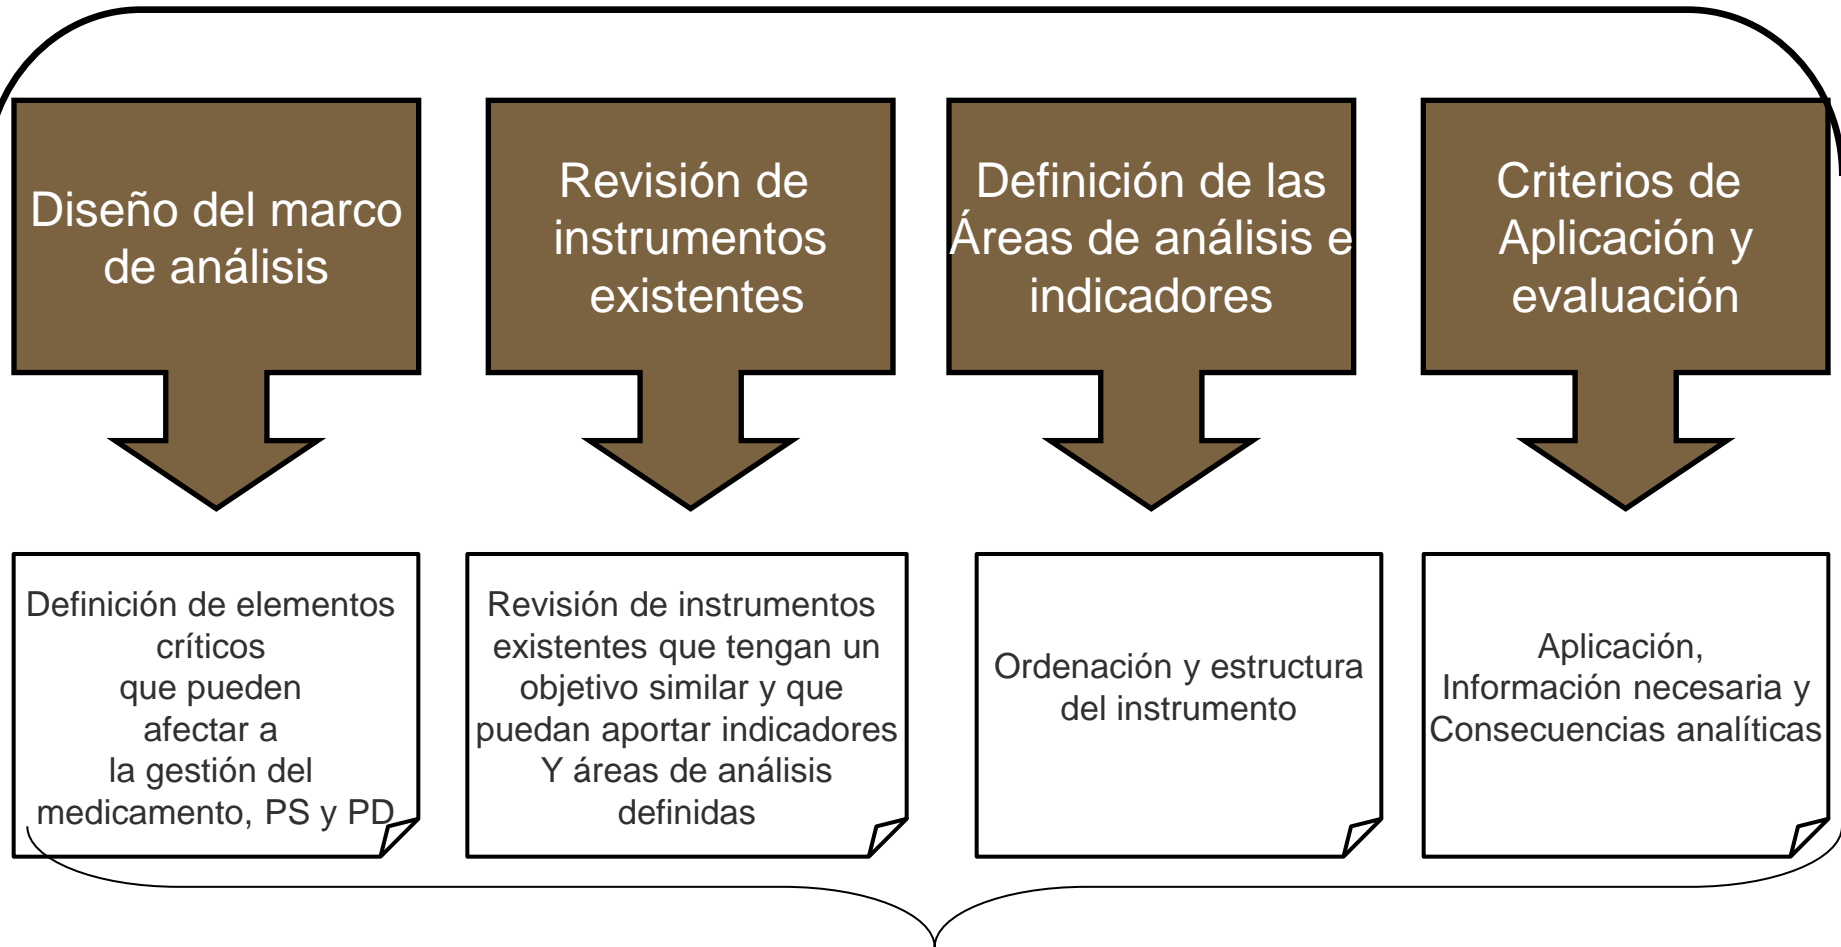 Diseño del marco
de análisis
Revisión de
instrumentos
existentes
Definición de las
Áreas de análisis e
indicadores
Criterios de
Aplicación y
evaluación
Definición de elementos
críticos
que pueden
afectar a
la gestión del
medicamento, PS y PD
Revisión de instrumentos
existentes que tengan un
objetivo similar y que
puedan aportar indicadores
Y áreas de análisis
definidas
Ordenación y estructura
del instrumento
Aplicación,
Información necesaria y
Consecuencias analíticas